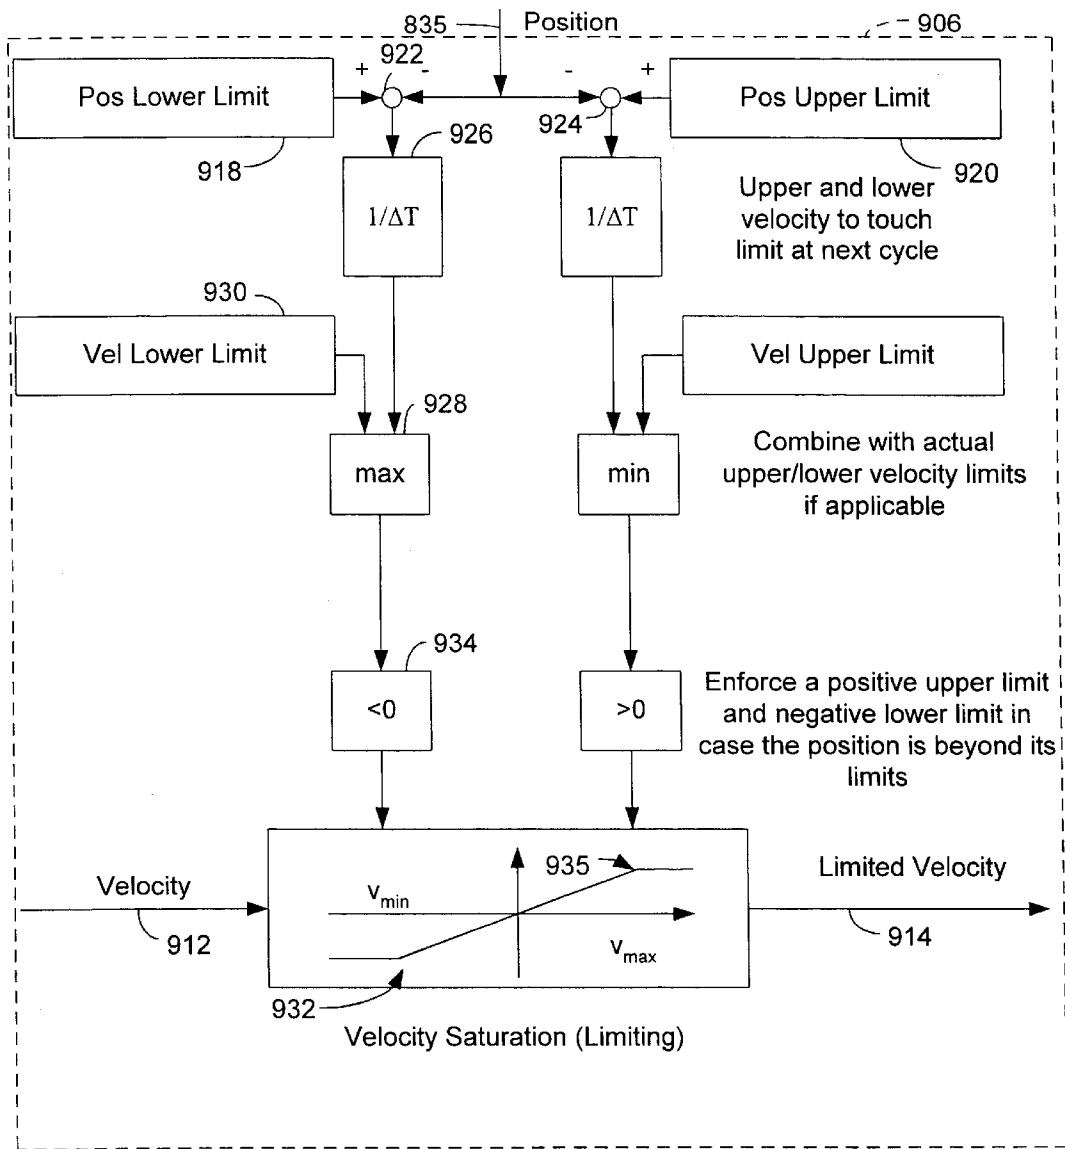 835
Position
906
922
+
-
-
+
Pos Lower Limit
Pos Upper Limit
924
926
918
920
1/ΔT
1/ΔT
Upper and lower
velocity to touch
limit at next cycle
930
Vel Lower Limit
Vel Upper Limit
928
max
min
Combine with actual
upper/lower velocity limits
if applicable
934
<0
>0
Enforce a positive upper limit
and negative lower limit in
case the position is beyond its
limits
935
Velocity
Limited Velocity
vmin
912
vmax
914
932
Velocity Saturation (Limiting)